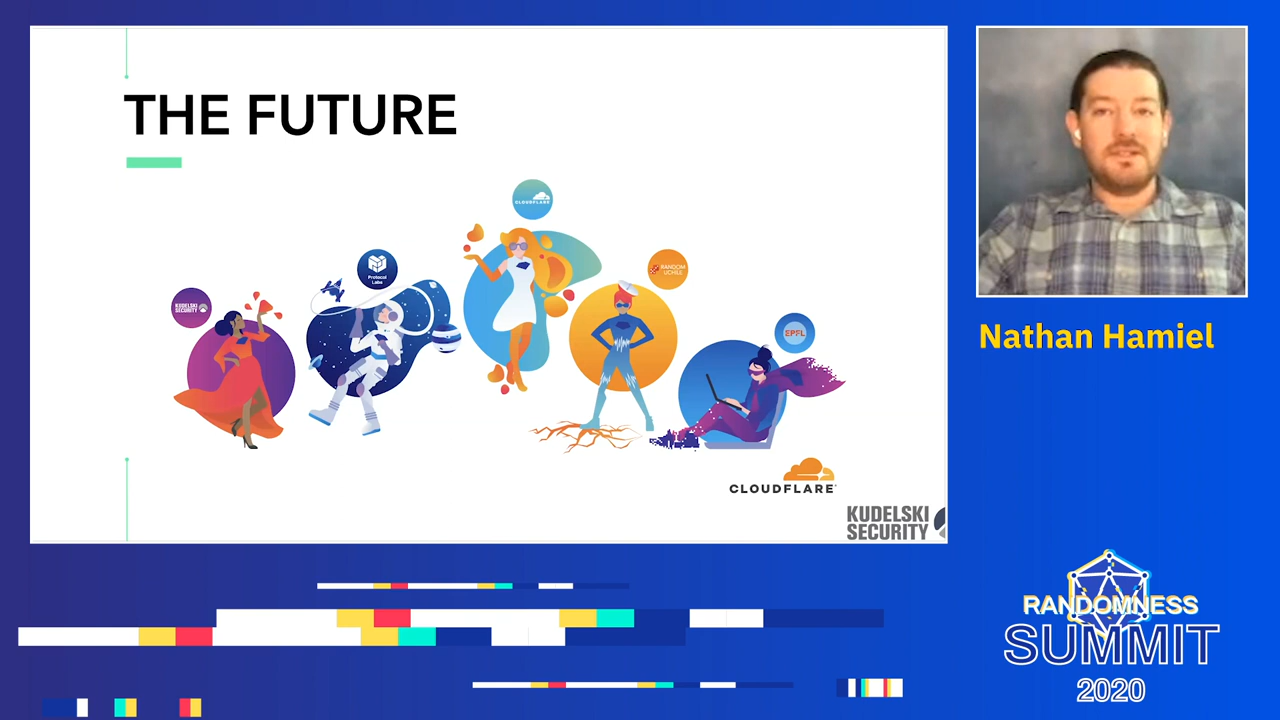 THE FUTURE
CLOUDFLARE
Protocol
Labs
RANDOM
UCHILE
KUDELSKI
SECURITY
EPFL
CLOUDFLARE
KUDELSKI
SECURITY
Nathan Hamiel
RANDOMNESS
SUMMIT
2020